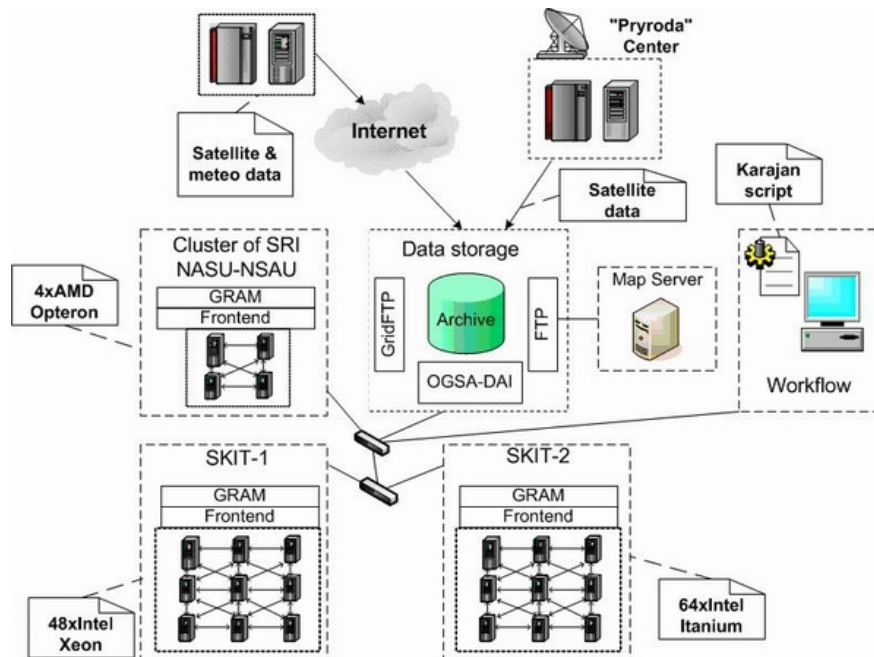 "Pryroda"
Center
Internet
Satellite &
meteo data
Satellite
data
Karajan
script
Cluster of SRI
NASU-NSAU
GRAM
Frontend
4xAMD
Opteron
Data storage
GridFTP
Archive
FTP
OGSA-DAI
Map Server
Workflow
SKIT-1
GRAM
Frontend
48xIntel
Xeon
SKIT-2
GRAM
Frontend
64xIntel
Itanium